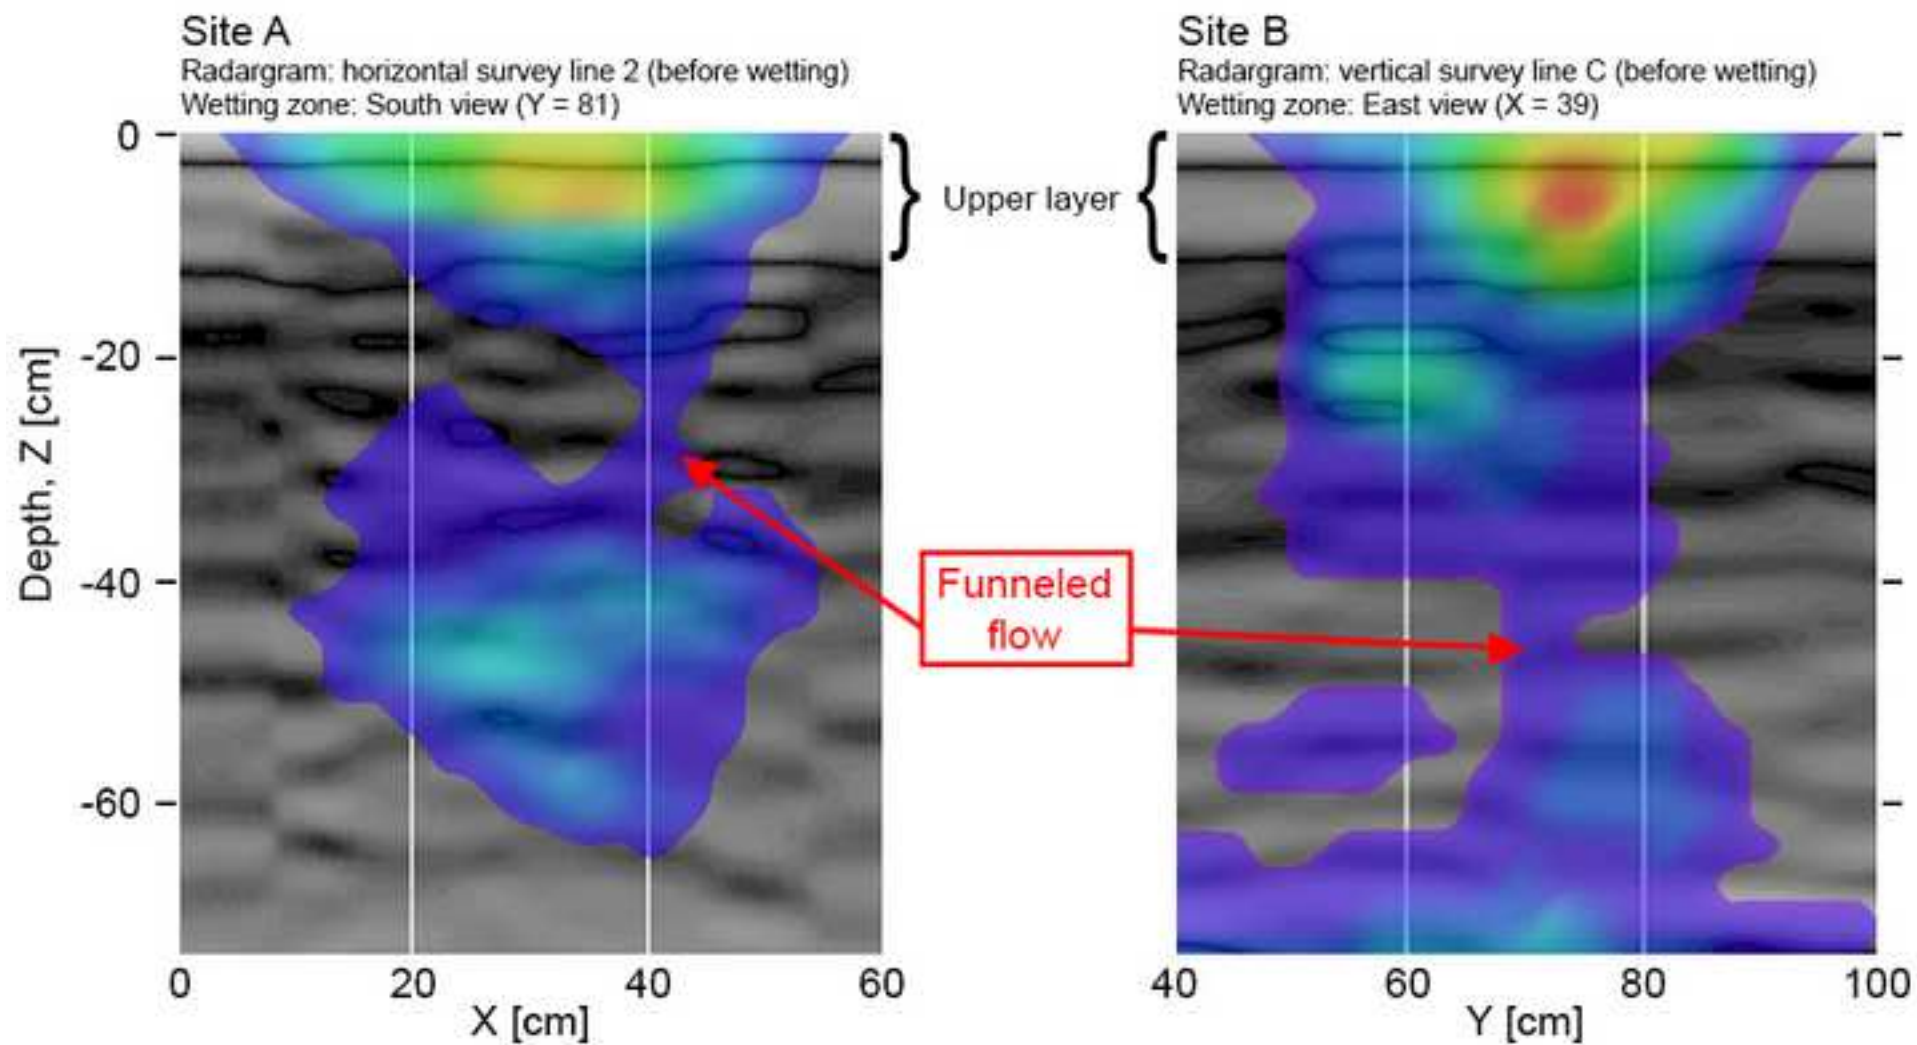 Site A
Radargram: horizontal survey line 2 (before wetting)
Wetting zone: South view (Y = 81)
Site B
Radargram: vertical survey line C (before wetting)
Wetting zone: East view (X = 39)
0
-20
-40
-60
Depth, Z [cm]
Upper layer
Funneled
flow
0 20 40 60
X [cm]
40 60 80 100
Y [cm]